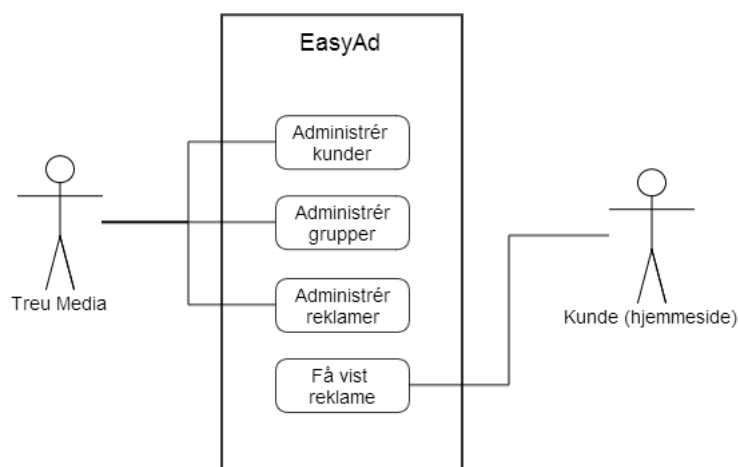 EasyAd
Administrér
kunder
Administrér
grupper
Administrér
reklamer
Få vist
reklame
Treu Media
Kunde (hjemmeside)